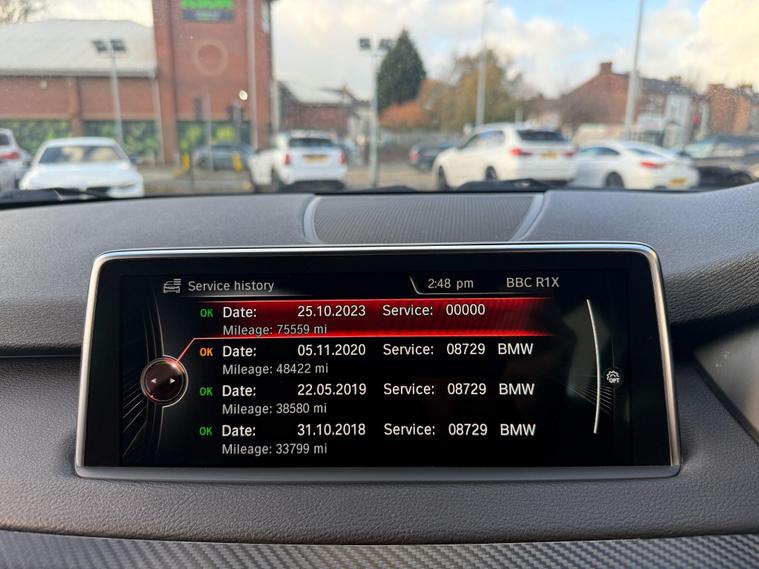 Service history 2:48 pm BBC R1X
OK Date: 25.10.2023 Service: 00000
Mileage: 75559 mi
OK Date: 05.11.2020 Service: 08729 BMW
Mileage: 48422 mi
OK Date: 22.05.2019 Service: 08729 BMW
Mileage: 38580 mi
OK Date: 31.10.2018 Service: 08729 BMW
Mileage: 33799 mi
OPT